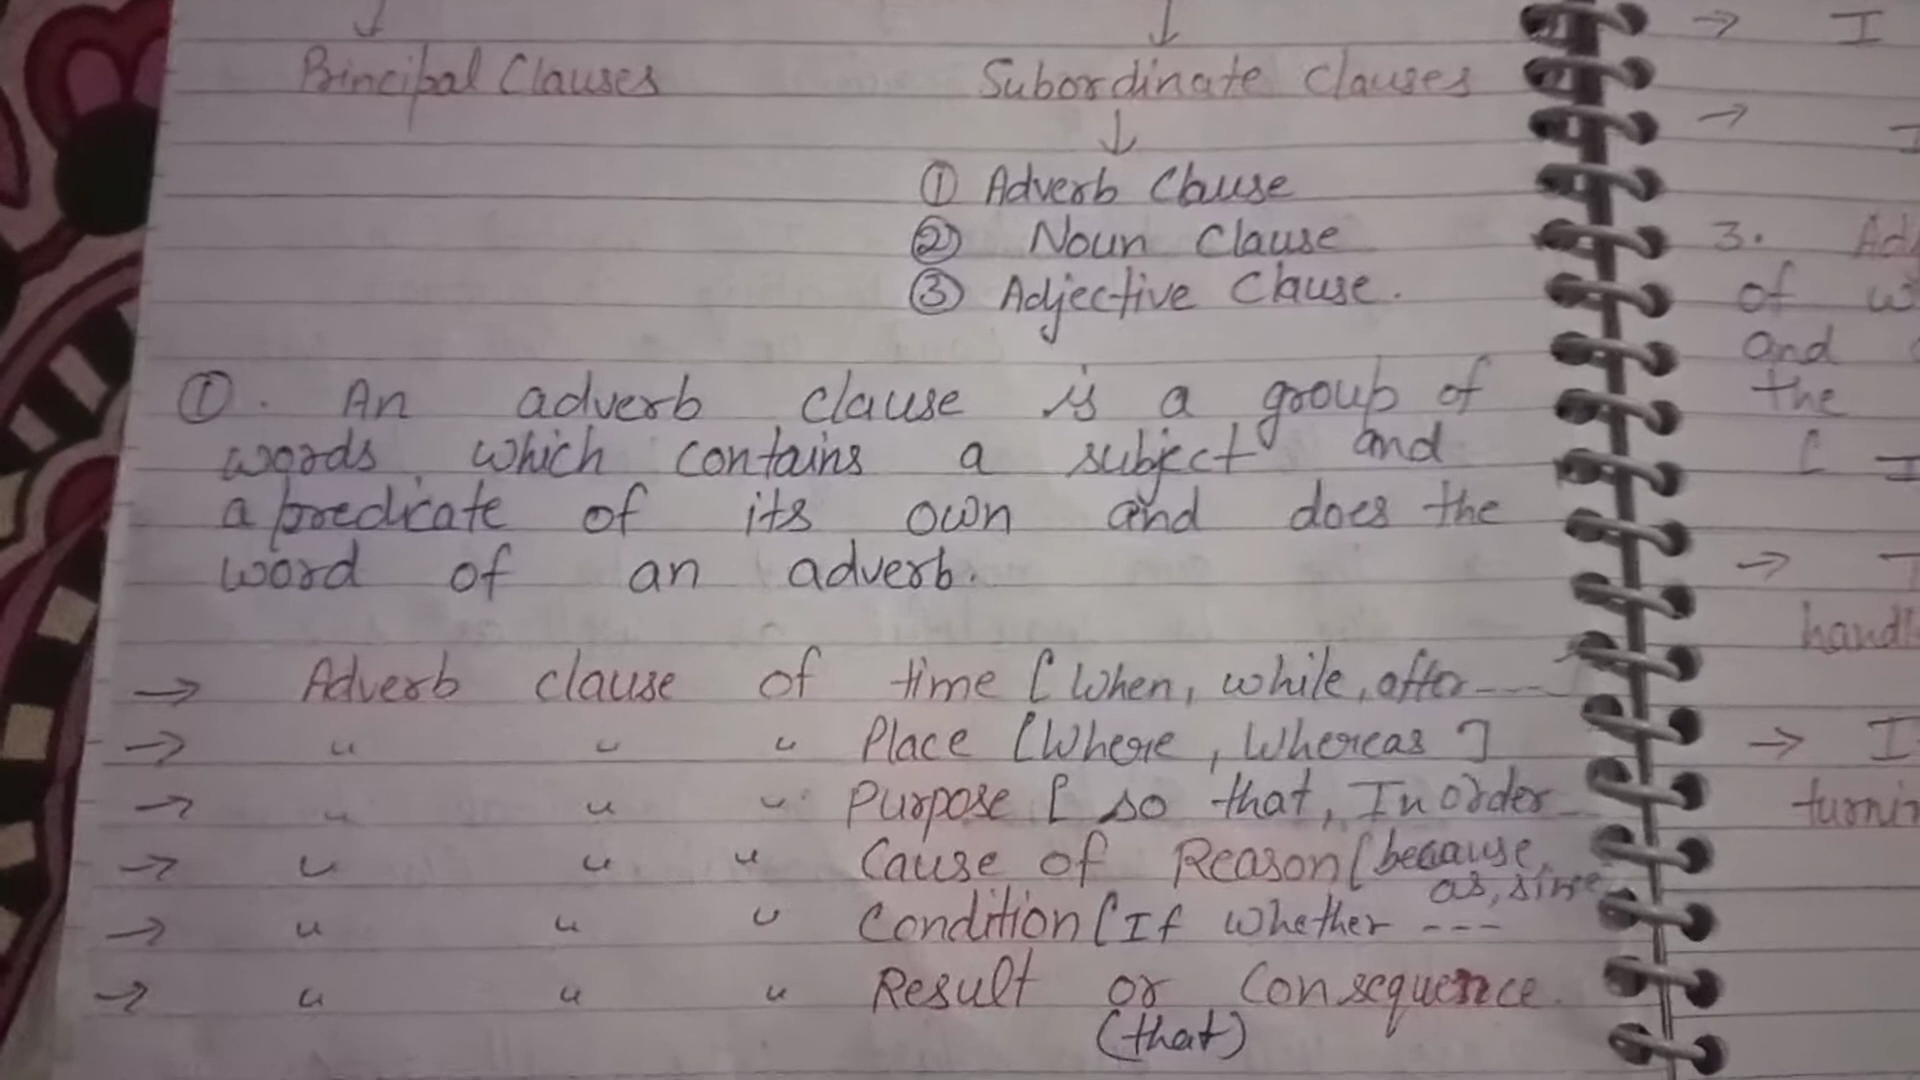 Principal Clauses Subordinate Clauses
↓
① Adverb Clause
② Noun Clause
③ Adjective Clause.
①. An adverb clause is a group of
words which contains a subject and
a predicate of its own and does the
word of an adverb.
→ Adverb clause of time [When, while, after ----
→ " " " Place [Where, Whereas]
→ " " " Purpose [so that, In order
→ " " " Cause of Reason [because,
as, since
→ " " " Condition [If whether ---
→ " " " Result or Consequence.
(that)
→ I
→ I
3.
of
and
the
[ I
→
→ I